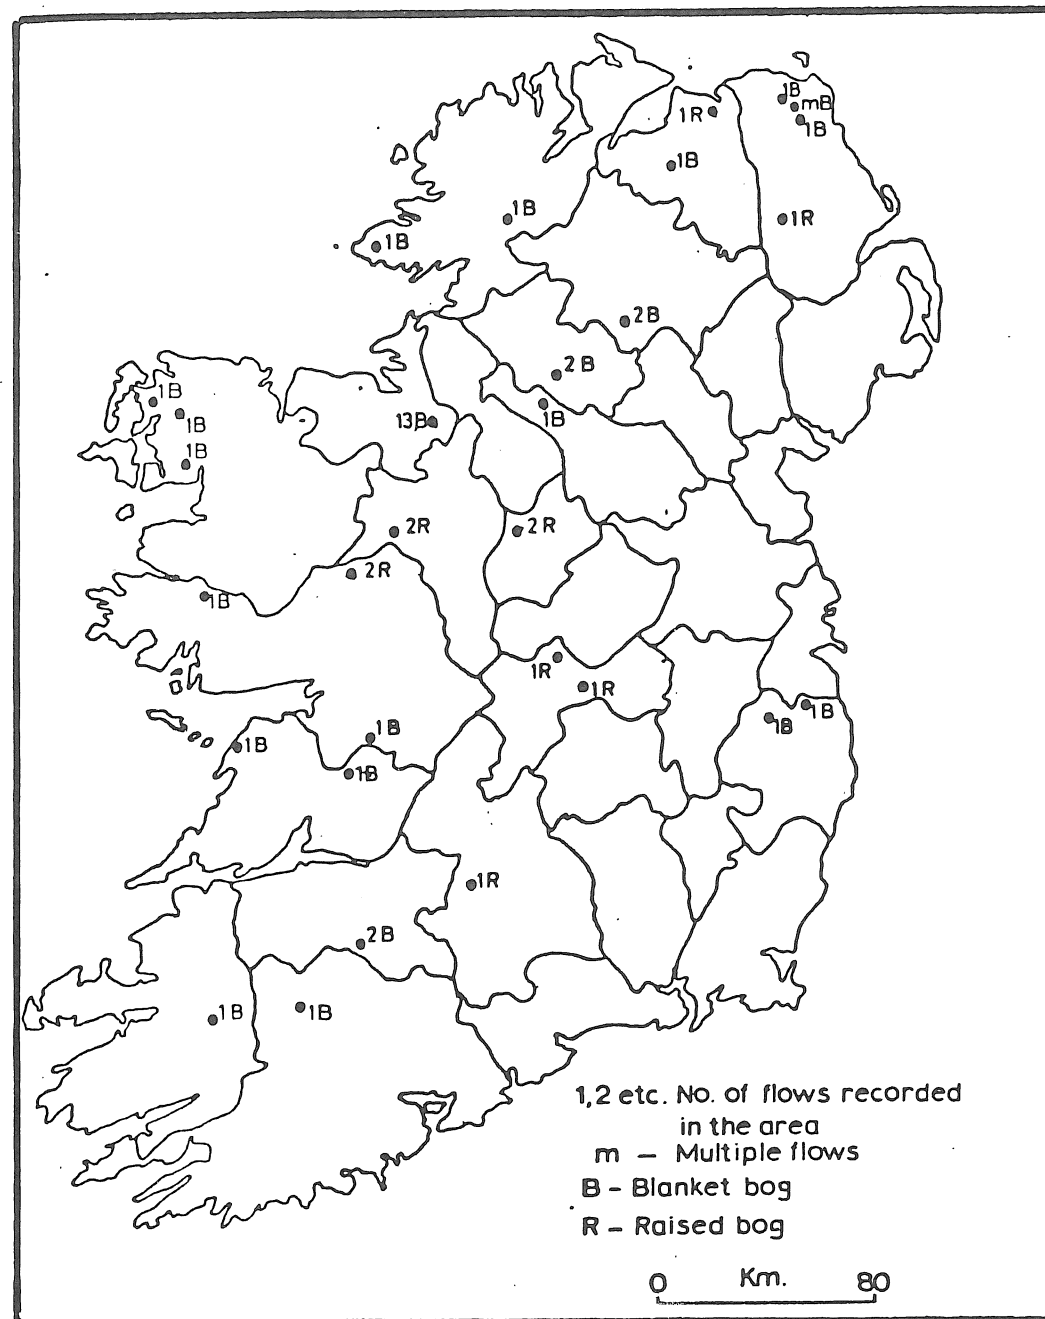 1B
mB
1B
1R
1B
1R
1B
1B
2B
2B
1B
13B
1B
1B
1B
2R
2R
2R
1B
1R
1R
1B
1B
1B
1B
1B
1R
2B
1B
1B
1,2 etc. No. of flows recorded
in the area
m – Multiple flows
B – Blanket bog
R – Raised bog
Km.
0 80